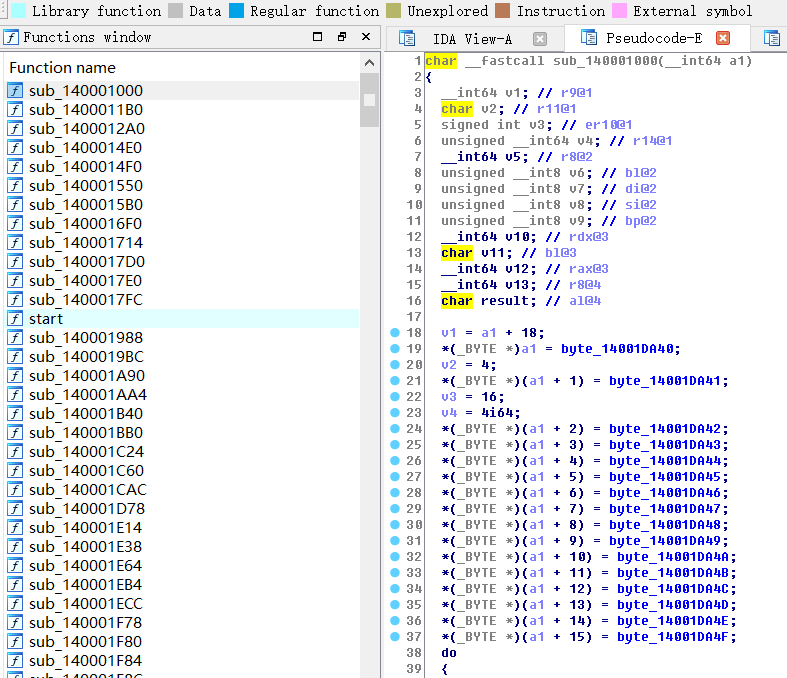 Library function Data Regular function Unexplored Instruction External symbol
Functions window
IDA View-A Pseudocode-E
Function name
sub_140001000
sub_1400011B0
sub_1400012A0
sub_1400014E0
sub_1400014F0
sub_140001550
sub_1400015B0
sub_1400016F0
sub_140001714
sub_1400017D0
sub_1400017E0
sub_1400017FC
start
sub_140001988
sub_1400019BC
sub_140001A90
sub_140001AA4
sub_140001B40
sub_140001BB0
sub_140001C24
sub_140001C60
sub_140001CAC
sub_140001D78
sub_140001E14
sub_140001E38
sub_140001E64
sub_140001EB4
sub_140001ECC
sub_140001F78
sub_140001F80
sub_140001F84
sub_140001F8C
1 char __fastcall sub_140001000(__int64 a1)
2 {
3 __int64 v1; // r9@1
4 char v2; // r11@1
5 signed int v3; // er10@1
6 unsigned __int64 v4; // r14@1
7 __int64 v5; // r8@2
8 unsigned __int8 v6; // bl@2
9 unsigned __int8 v7; // di@2
10 unsigned __int8 v8; // si@2
11 unsigned __int8 v9; // bp@2
12 __int64 v10; // rdx@3
13 char v11; // bl@3
14 __int64 v12; // rax@3
15 __int64 v13; // r8@4
16 char result; // al@4
17
18 v1 = a1 + 18;
19 *(_BYTE *)a1 = byte_14001DA40;
20 v2 = 4;
21 *(_BYTE *)(a1 + 1) = byte_14001DA41;
22 v3 = 16;
23 v4 = 4i64;
24 *(_BYTE *)(a1 + 2) = byte_14001DA42;
25 *(_BYTE *)(a1 + 3) = byte_14001DA43;
26 *(_BYTE *)(a1 + 4) = byte_14001DA44;
27 *(_BYTE *)(a1 + 5) = byte_14001DA45;
28 *(_BYTE *)(a1 + 6) = byte_14001DA46;
29 *(_BYTE *)(a1 + 7) = byte_14001DA47;
30 *(_BYTE *)(a1 + 8) = byte_14001DA48;
31 *(_BYTE *)(a1 + 9) = byte_14001DA49;
32 *(_BYTE *)(a1 + 10) = byte_14001DA4A;
33 *(_BYTE *)(a1 + 11) = byte_14001DA4B;
34 *(_BYTE *)(a1 + 12) = byte_14001DA4C;
35 *(_BYTE *)(a1 + 13) = byte_14001DA4D;
36 *(_BYTE *)(a1 + 14) = byte_14001DA4E;
37 *(_BYTE *)(a1 + 15) = byte_14001DA4F;
38 do
39 {